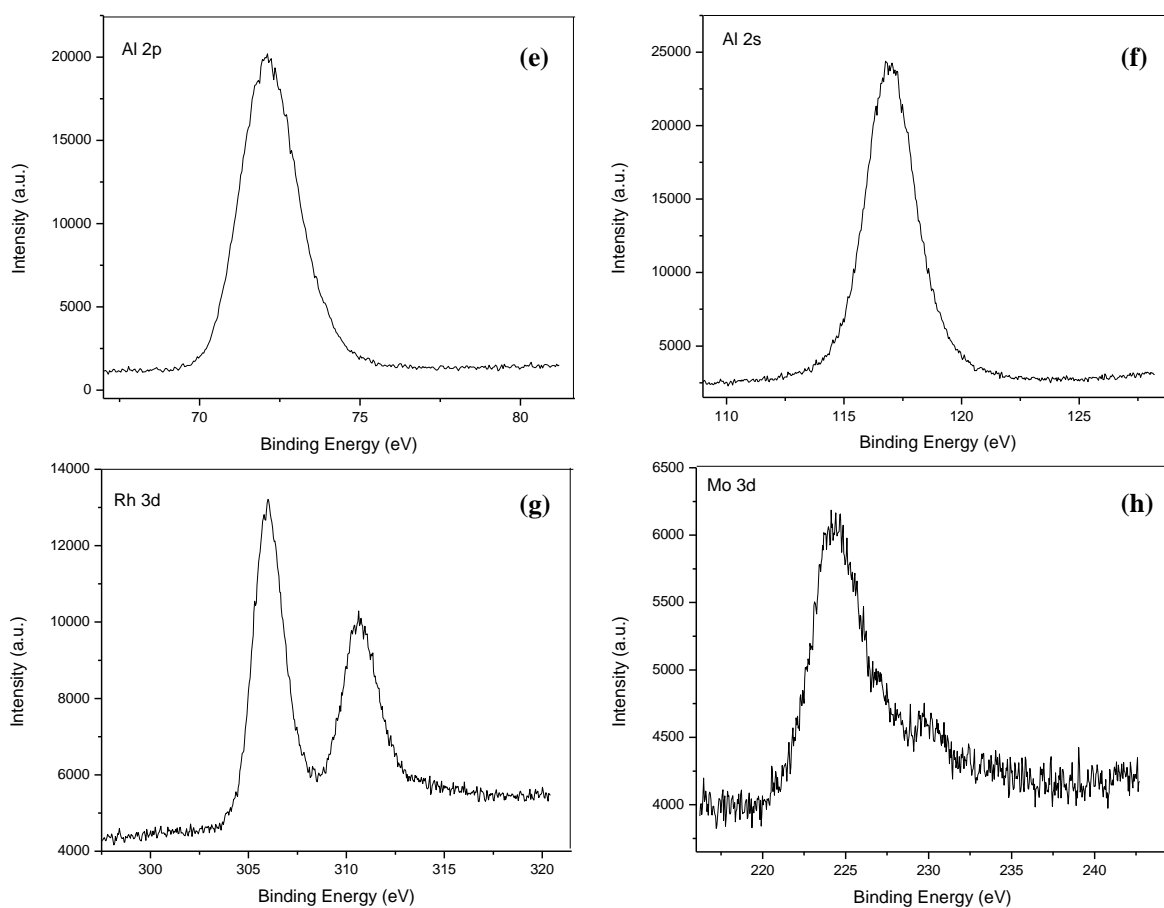 Al 2p
(e)
20000
15000
10000
5000
0
70 75 80
Intensity (a.u.)
Binding Energy (eV)
Al 2s
(f)
25000
20000
15000
10000
5000
110 115 120 125
Intensity (a.u.)
Binding Energy (eV)
Rh 3d
(g)
14000
12000
10000
8000
6000
4000
300 305 310 315 320
Intensity (a.u.)
Binding Energy (eV)
Mo 3d
(h)
6500
6000
5500
5000
4500
4000
220 225 230 235 240
Intensity (a.u.)
Binding Energy (eV)